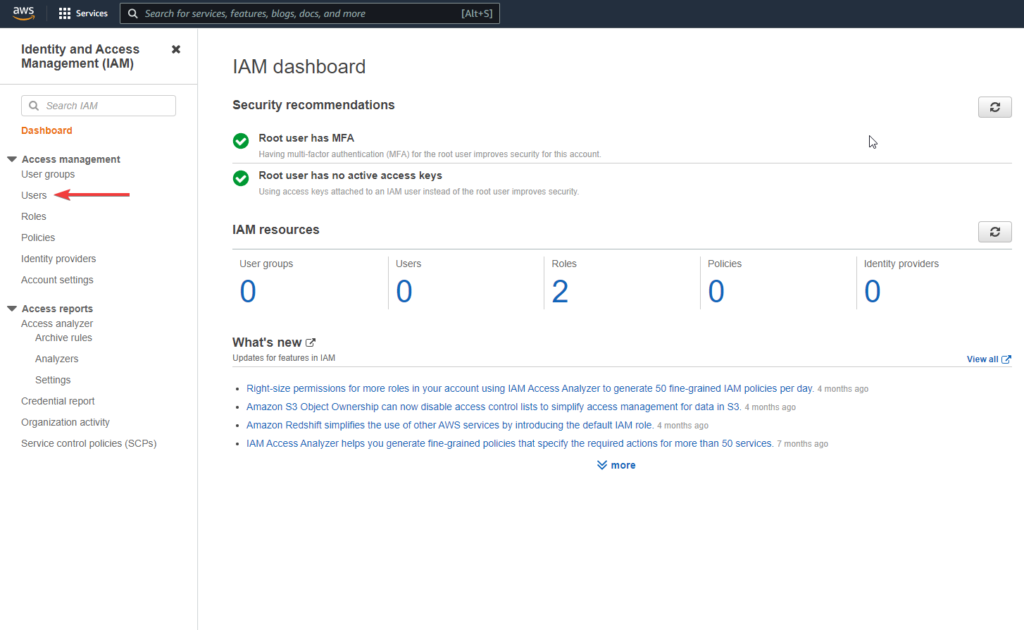 aws
Services
Search for services, features, blogs, docs, and more
[Alt+S]
Identity and Access
Management (IAM)
Search IAM
Dashboard
Access management
User groups
Users
Roles
Policies
Identity providers
Account settings
Access reports
Access analyzer
Archive rules
Analyzers
Settings
Credential report
Organization activity
Service control policies (SCPs)
IAM dashboard
Security recommendations
Root user has MFA
Having multi-factor authentication (MFA) for the root user improves security for this account.
Root user has no active access keys
Using access keys attached to an IAM user instead of the root user improves security.
IAM resources
User groups
0
Users
0
Roles
2
Policies
0
Identity providers
0
What's new
Updates for features in IAM
View all
Right-size permissions for more roles in your account using IAM Access Analyzer to generate 50 fine-grained IAM policies per day. 4 months ago
Amazon S3 Object Ownership can now disable access control lists to simplify access management for data in S3. 4 months ago
Amazon Redshift simplifies the use of other AWS services by introducing the default IAM role. 4 months ago
IAM Access Analyzer helps you generate fine-grained policies that specify the required actions for more than 50 services. 7 months ago
more